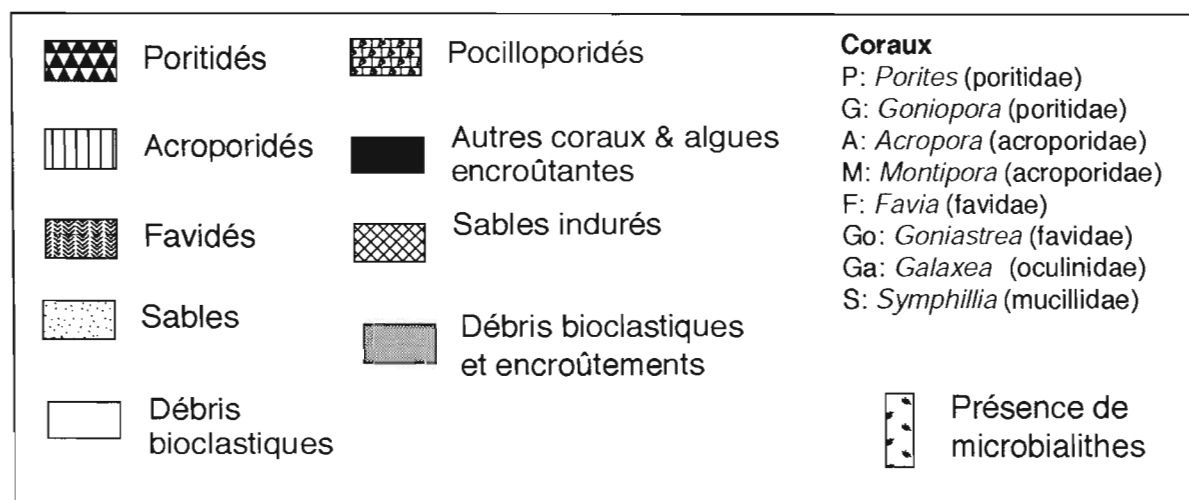 Poritidés
Acroporidés
Favidés
Sables
Débris
bioclastiques
Pocilloporidés
Autres coraux & algues
encroûtantes
Sables indurés
Débris bioclastiques
et encroûtements
Coraux
P: Porites (poritidae)
G: Goniopora (poritidae)
A: Acropora (acroporidae)
M: Montipora (acroporidae)
F: Favia (favidae)
Go: Goniastrea (favidae)
Ga: Galaxea (oculinidae)
S: Symphillia (mucillidae)
Présence de
microbialithes